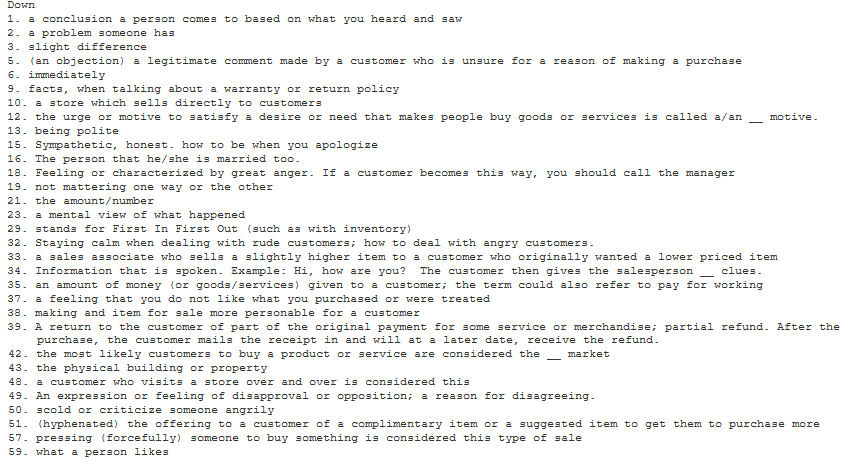 Down
1. a conclusion a person comes to based on what you heard and saw
2. a problem someone has
3. slight difference
5. (an objection) a legitimate comment made by a customer who is unsure for a reason of making a purchase
6. immediately
9. facts, when talking about a warranty or return policy
10. a store which sells directly to customers
12. the urge or motive to satisfy a desire or need that makes people buy goods or services is called a/an __ motive.
13. being polite
15. Sympathetic, honest. how to be when you apologize
16. The person that he/she is married too.
18. Feeling or characterized by great anger. If a customer becomes this way, you should call the manager
19. not mattering one way or the other
21. the amount/number
23. a mental view of what happened
29. stands for First In First Out (such as with inventory)
32. Staying calm when dealing with rude customers; how to deal with angry customers.
33. a sales associate who sells a slightly higher item to a customer who originally wanted a lower priced item
34. Information that is spoken. Example: Hi, how are you?  The customer then gives the salesperson __ clues.
35. an amount of money (or goods/services) given to a customer; the term could also refer to pay for working
37. a feeling that you do not like what you purchased or were treated
38. making and item for sale more personable for a customer
39. A return to the customer of part of the original payment for some service or merchandise; partial refund. After the
purchase, the customer mails the receipt in and will at a later date, receive the refund.
42. the most likely customers to buy a product or service are considered the __ market
43. the physical building or property
48. a customer who visits a store over and over is considered this
49. An expression or feeling of disapproval or opposition; a reason for disagreeing.
50. scold or criticize someone angrily
51. (hyphenated) the offering to a customer of a complimentary item or a suggested item to get them to purchase more
57. pressing (forcefully) someone to buy something is considered this type of sale
59. what a person likes